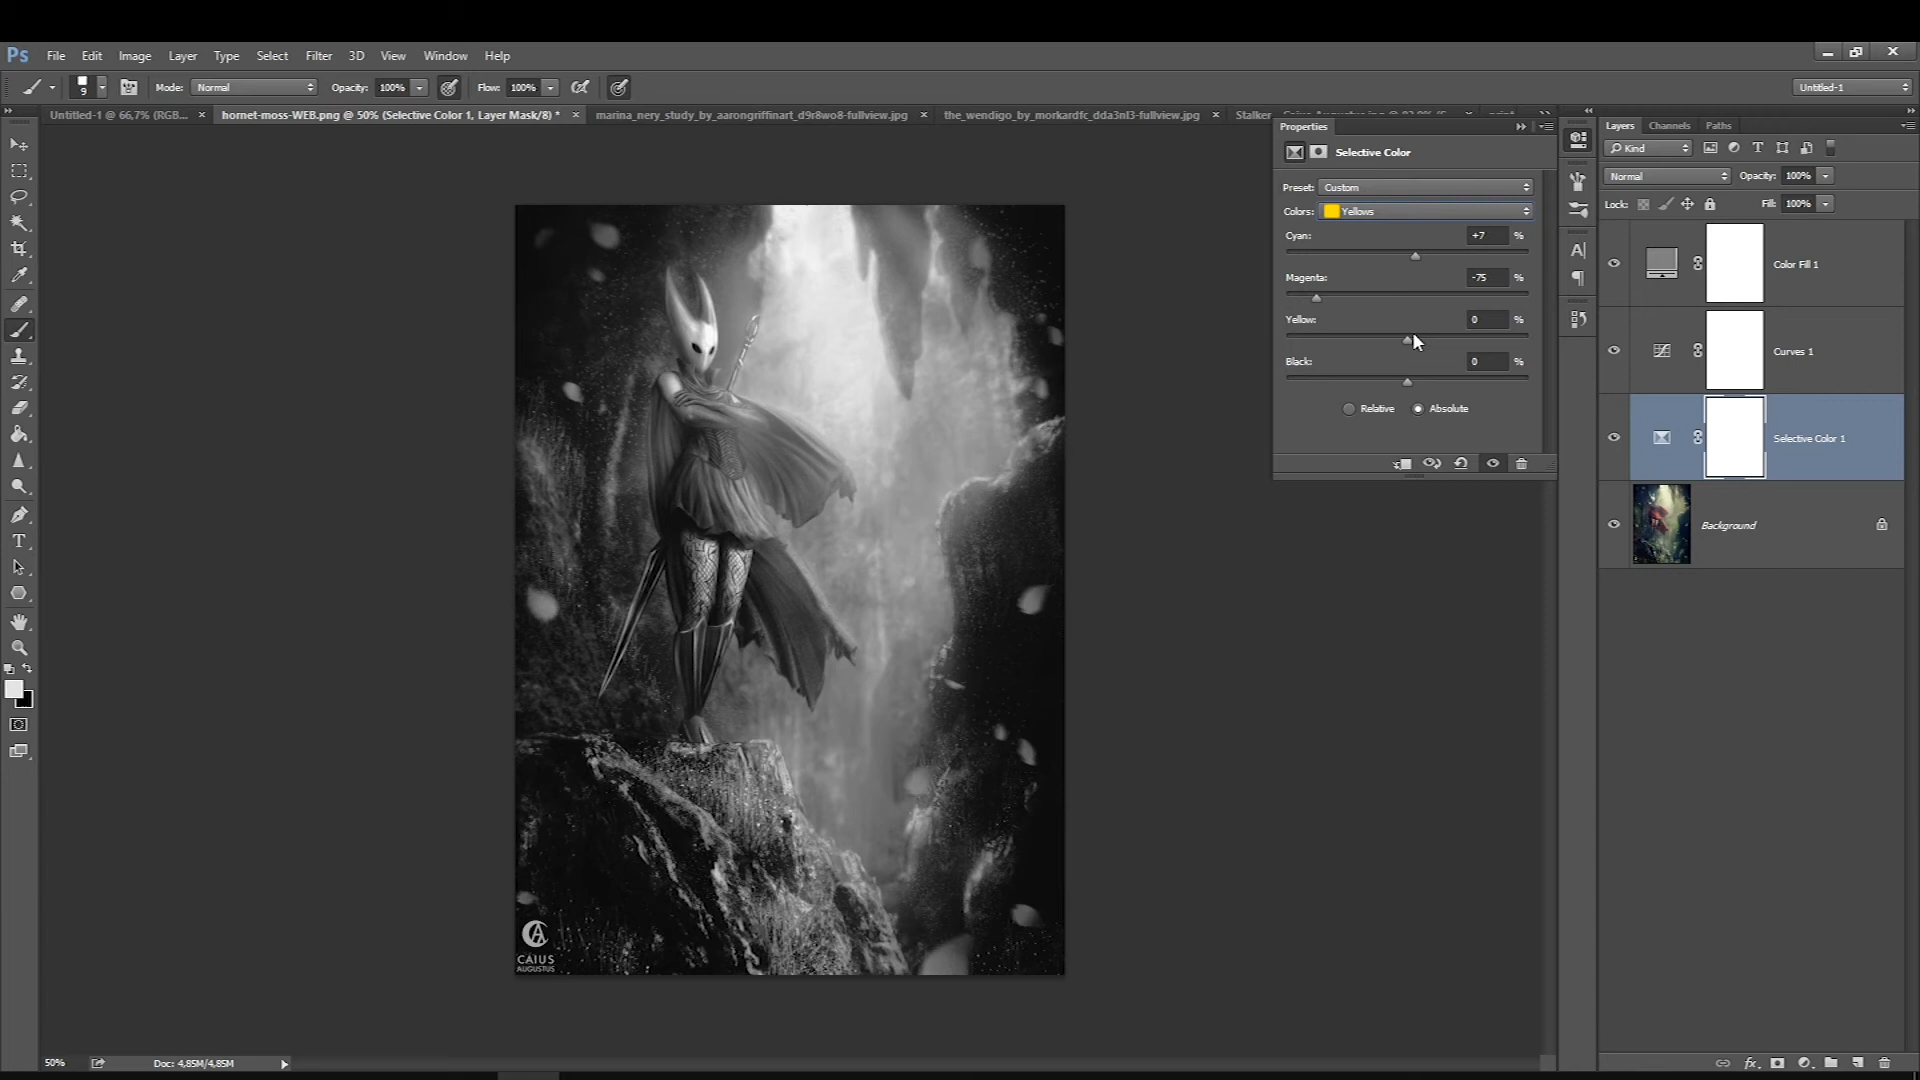 Ps File Edit Image Layer Type Select Filter 3D View Window Help
9 Mode: Normal Opacity: 100% Flow: 100% Untitled-1
Untitled-1 @ 66,7% (RGB... × hornet-moss-WEB.png @ 50% (Selective Color 1, Layer Mask/8) * × marina_nery_study_by_aarongriffinart_d9r8wo8-fullview.jpg × the_wendigo_by_morkardfc_dda3nl3-fullview.jpg × Stalker
Properties
Selective Color
Preset: Custom
Colors: Yellows
Cyan: +7 %
Magenta: -75 %
Yellow: 0 %
Black: 0 %
Relative Absolute
Layers Channels Paths
Kind
Normal Opacity: 100%
Lock: Fill: 100%
Color Fill 1
Curves 1
Selective Color 1
Background
CAIUS
AUGUSTUS
50% Doc: 4,85M/4,85M